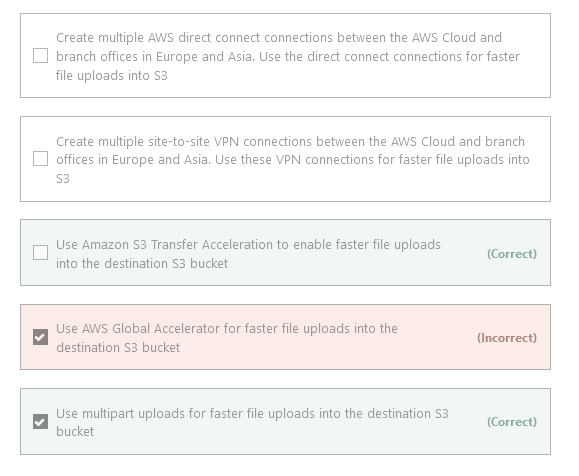 Create multiple AWS direct connect connections between the AWS Cloud and
branch offices in Europe and Asia. Use the direct connect connections for faster
file uploads into S3
Create multiple site-to-site VPN connections between the AWS Cloud and branch
offices in Europe and Asia. Use these VPN connections for faster file uploads into
S3
Use Amazon S3 Transfer Acceleration to enable faster file uploads
into the destination S3 bucket
(Correct)
Use AWS Global Accelerator for faster file uploads into the
destination S3 bucket
(Incorrect)
Use multipart uploads for faster file uploads into the destination S3
bucket
(Correct)